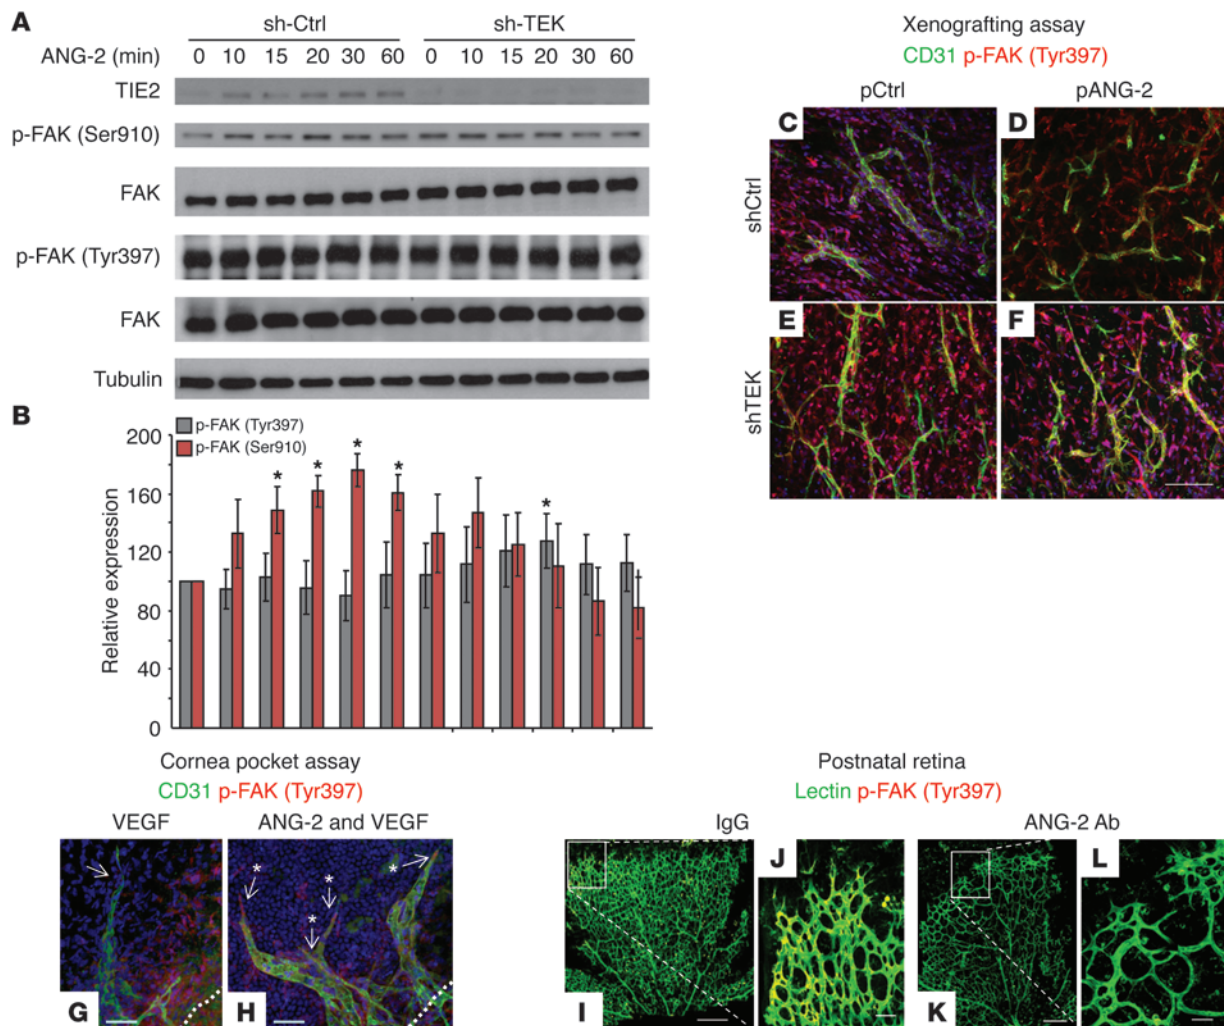 A
sh-Ctrl sh-TEK
ANG-2 (min) 0 10 15 20 30 60 0 10 15 20 30 60
TIE2
p-FAK (Ser910)
FAK
p-FAK (Tyr397)
FAK
Tubulin
B
p-FAK (Tyr397)
p-FAK (Ser910)
200
160
120
80
40
0
Relative expression
* * * * *
Xenografting assay
CD31 p-FAK (Tyr397)
pCtrl pANG-2
shCtrl
C D
shTEK
E F
Cornea pocket assay
CD31 p-FAK (Tyr397)
VEGF ANG-2 and VEGF
* * * *
G H
Postnatal retina
Lectin p-FAK (Tyr397)
IgG ANG-2 Ab
I J K L